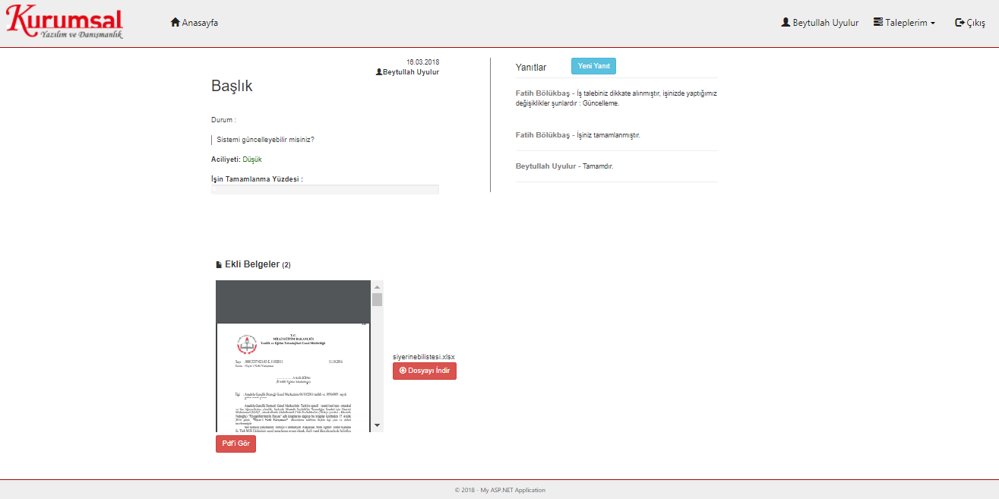 Kurumsal
Yazılım ve Danışmanlık
Anasayfa
Beytullah Uyulur
Taleplerim
Çıkış
16.03.2018
Beytullah Uyulur
Başlık
Durum :
Sistemi güncelleyebilir misiniz?
Aciliyeti: Düşük
İşin Tamamlanma Yüzdesi :
Yanıtlar
Yeni Yanıt
Fatih Bölükbaş - İş talebiniz dikkate alınmıştır, işinizde yaptığımız
değişiklikler şunlardır : Güncelleme.
Fatih Bölükbaş - İşiniz tamamlanmıştır.
Beytullah Uyulur - Tamamdır.
Ekli Belgeler (2)
T.C.
MİLLİ EĞİTİM BAKANLIĞI
Yenilik ve Eğitim Teknolojileri Genel Müdürlüğü
siyerinebilistesi.xlsx
Dosyayı İndir
Pdf'i Gör
© 2018 - My ASP.NET Application